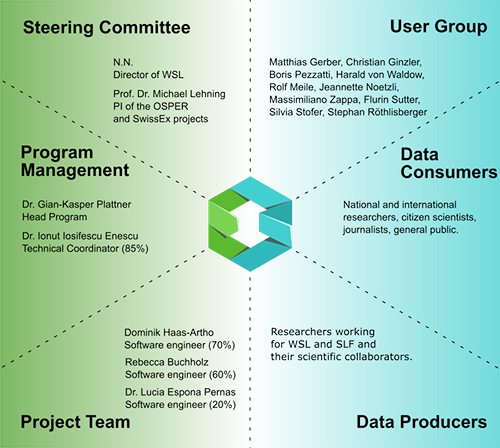 Steering Committee
N.N.
Director of WSL
Prof. Dr. Michael Lehning
PI of the OSPER
and SwissEx projects
User Group
Matthias Gerber, Christian Ginzler,
Boris Pezzatti, Harald von Waldow,
Rolf Meile, Jeannette Noetzli,
Massimiliano Zappa, Flurin Sutter,
Silvia Stofer, Stephan Röthlisberger
Program
Management
Dr. Gian-Kasper Plattner
Head Program
Dr. Ionut Iosifescu Enescu
Technical Coordinator (85%)
Data
Consumers
National and international
researchers, citizen scientists,
journalists, general public.
Dominik Haas-Artho
Software engineer (70%)
Rebecca Buchholz
Software engineer (60%)
Dr. Lucia Espona Pernas
Software engineer (20%)
Project Team
Researchers working
for WSL and SLF and
their scientific collaborators.
Data Producers